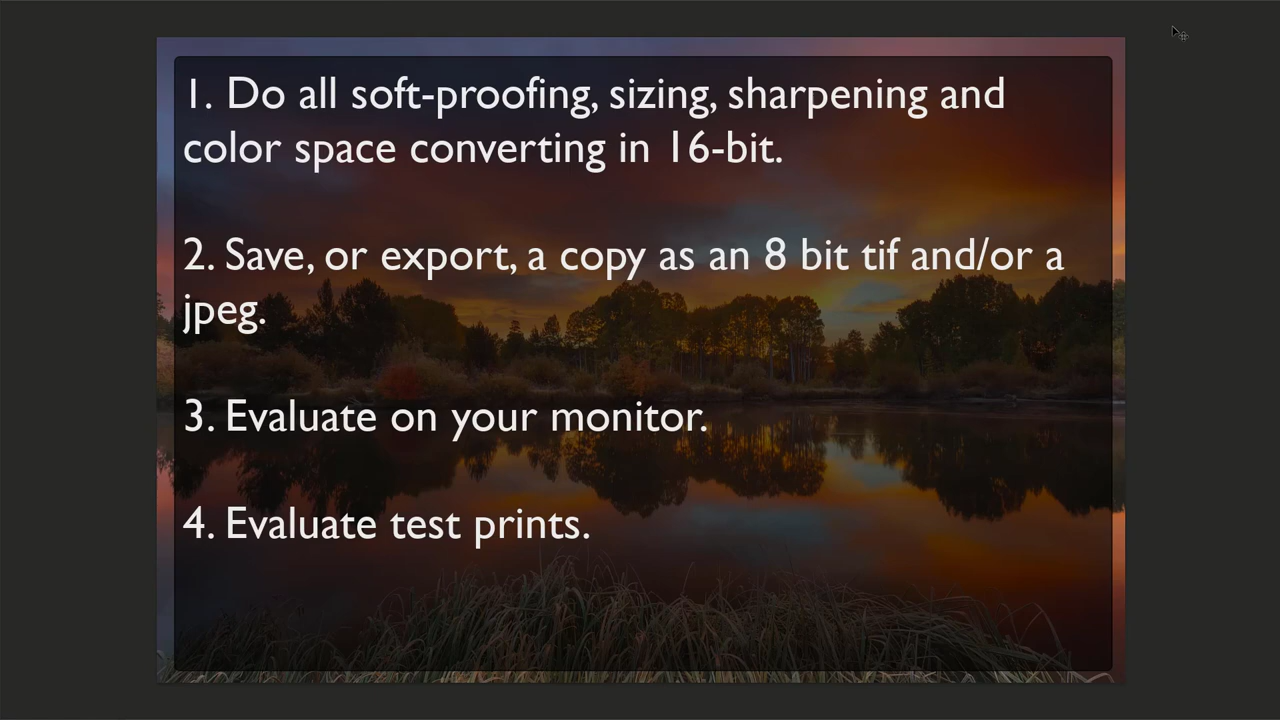 1. Do all soft-proofing, sizing, sharpening and
color space converting in 16-bit.
2. Save, or export, a copy as an 8 bit tif and/or a
jpeg.
3. Evaluate on your monitor.
4. Evaluate test prints.